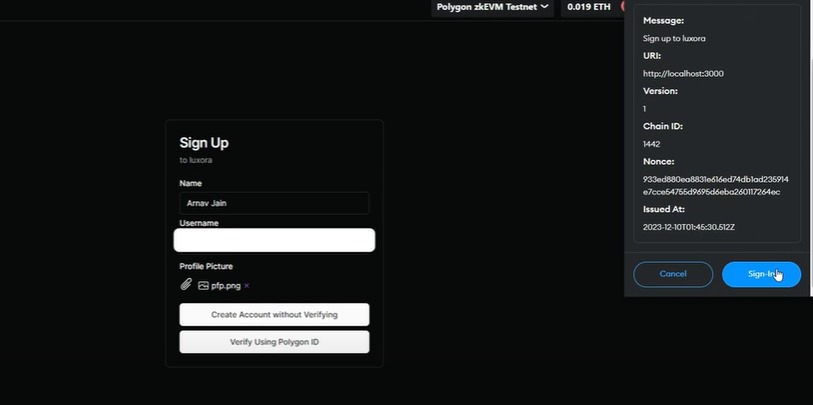 Polygon zkEVM Testnet
0.019 ETH
Sign Up
to luxora
Name
Arnav Jain
Username
Profile Picture
pfp.png ×
Create Account without Verifying
Verify Using Polygon ID
Message:
Sign up to luxora
URI:
http://localhost:3000
Version:
1
Chain ID:
1442
Nonce:
933ed880ea8831e616ed74db1ad235914
e7cce54755d9695d6eba260117264ec
Issued At:
2023-12-10T01:45:30.512Z
Cancel
Sign-In